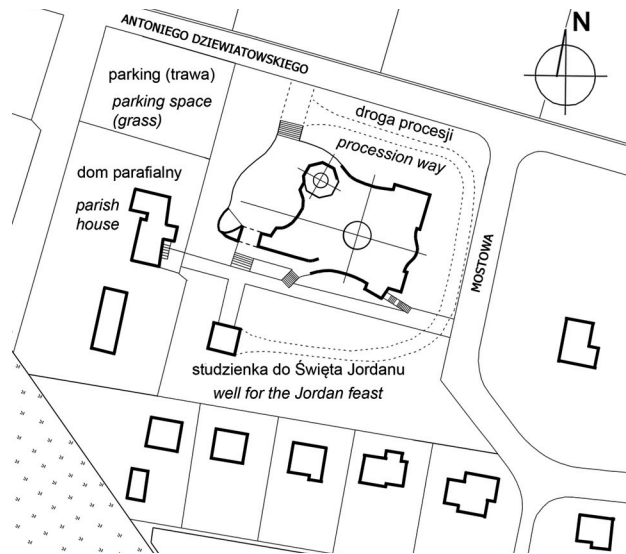 ANTONIEGO DZIEWIATOWSKIEGO
N
parking (trawa)
parking space
(grass)
droga procesji
procession way
dom parafialny
parish
house
MOSTOWA
studzienka do Święta Jordanu
well for the Jordan feast